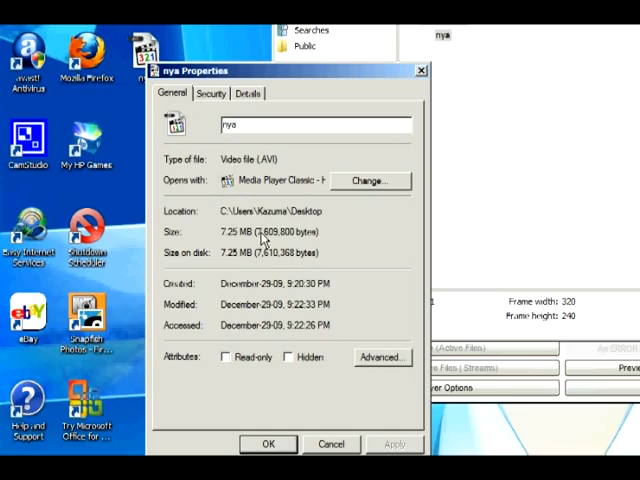 Searches
Public
nya
avast!
Antivirus
Mozilla Firefox
CamStudio
My HP Games
Easy Internet
Services
Shutdown
Scheduler
eBay
Snapfish
Photos - Fir...
Help and
Support
Try Microsoft
Office for ...
nya Properties
General
Security
Details
nya
Type of file: Video file (.AVI)
Opens with: Media Player Classic - H
Change...
Location: C:\Users\Kazuma\Desktop
Size: 7.25 MB (7,609,800 bytes)
Size on disk: 7.25 MB (7,610,368 bytes)
Created: December-29-09, 9:20:30 PM
Modified: December-29-09, 9:22:33 PM
Accessed: December-29-09, 9:22:26 PM
Attributes: Read-only Hidden Advanced...
OK Cancel Apply
Frame width: 320
Frame height: 240
(Active Files)
An ERROR
e Files | Streams)
Previe
ver Options